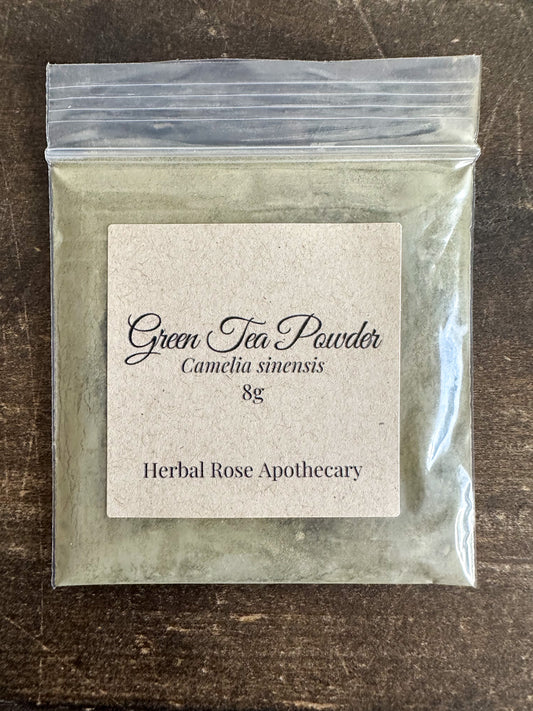 Green Tea Powder
Camelia sinensis
8g
Herbal Rose Apothecary